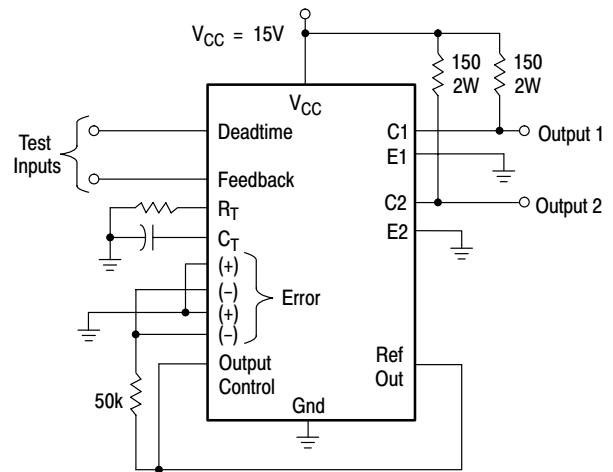 V_CC = 15V
150
2W
150
2W
V_CC
Test
Inputs
Deadtime
Feedback
R_T
C_T
(+)
(−)
(+)
(−)
Error
Output
Control
50k
Gnd
C1
E1
C2
E2
Ref
Out
Output 1
Output 2